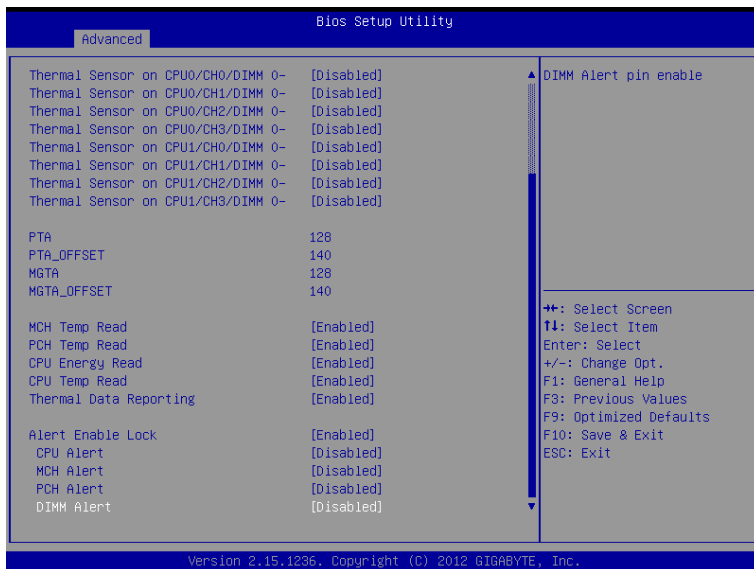 Bios Setup Utility
Advanced
Thermal Sensor on CPU0/CH0/DIMM 0- [Disabled]
Thermal Sensor on CPU0/CH1/DIMM 0- [Disabled]
Thermal Sensor on CPU0/CH2/DIMM 0- [Disabled]
Thermal Sensor on CPU0/CH3/DIMM 0- [Disabled]
Thermal Sensor on CPU1/CH0/DIMM 0- [Disabled]
Thermal Sensor on CPU1/CH1/DIMM 0- [Disabled]
Thermal Sensor on CPU1/CH2/DIMM 0- [Disabled]
Thermal Sensor on CPU1/CH3/DIMM 0- [Disabled]
PTA 128
PTA_OFFSET 140
MGTA 128
MGTA_OFFSET 140
MCH Temp Read [Enabled]
PCH Temp Read [Enabled]
CPU Energy Read [Enabled]
CPU Temp Read [Enabled]
Thermal Data Reporting [Enabled]
Alert Enable Lock [Enabled]
CPU Alert [Disabled]
MCH Alert [Disabled]
PCH Alert [Disabled]
DIMM Alert [Disabled]
DIMM Alert pin enable
→←: Select Screen
↑↓: Select Item
Enter: Select
+/-: Change Opt.
F1: General Help
F3: Previous Values
F9: Optimized Defaults
F10: Save & Exit
ESC: Exit
Version 2.15.1236. Copyright (C) 2012 GIGABYTE, Inc.